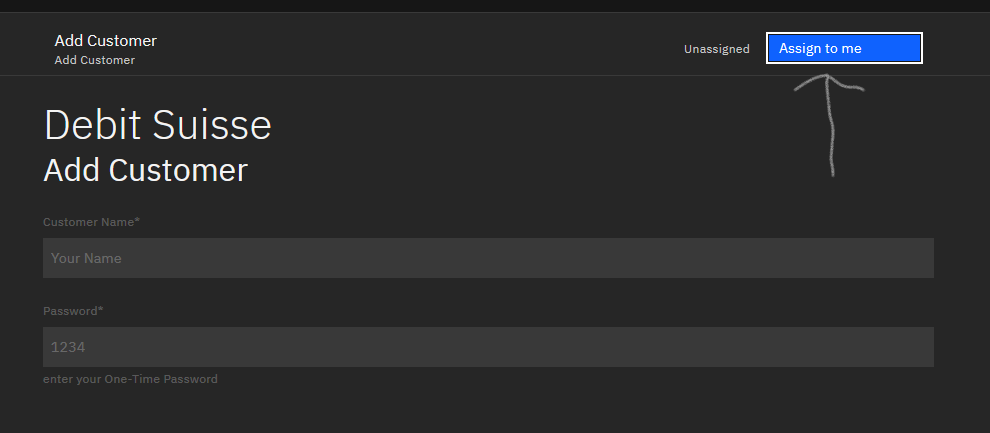 Add Customer
Add Customer
Unassigned
Assign to me
Debit Suisse
Add Customer
Customer Name*
Your Name
Password*
1234
enter your One-Time Password